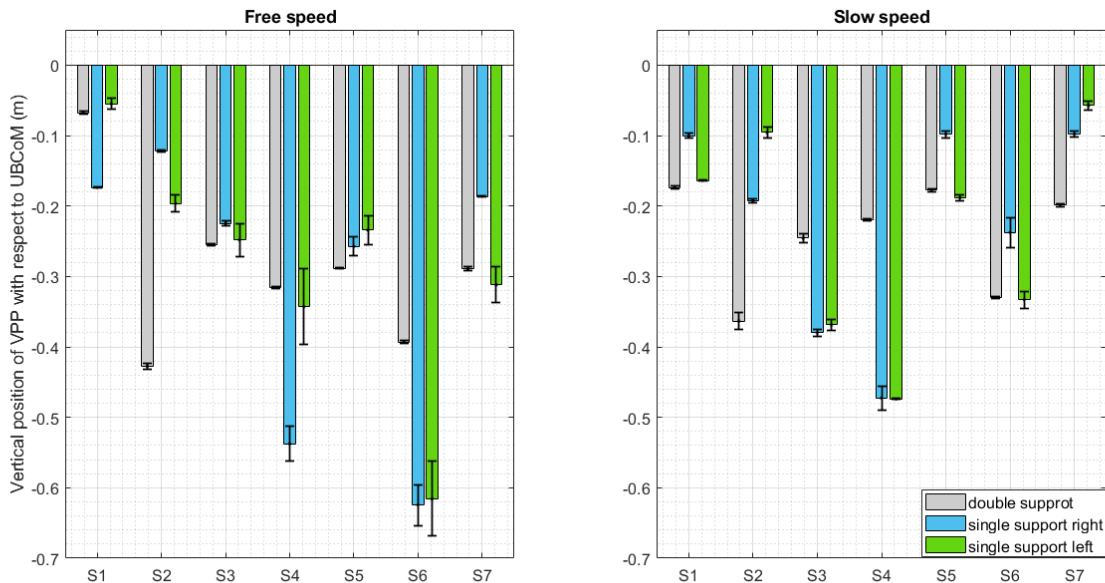 Free speed
Slow speed
Vertical position of VPP with respect to UBCoM (m)
0
-0.1
-0.2
-0.3
-0.4
-0.5
-0.6
-0.7
S1 S2 S3 S4 S5 S6 S7
0
-0.1
-0.2
-0.3
-0.4
-0.5
-0.6
-0.7
S1 S2 S3 S4 S5 S6 S7
double supprot
single support right
single support left